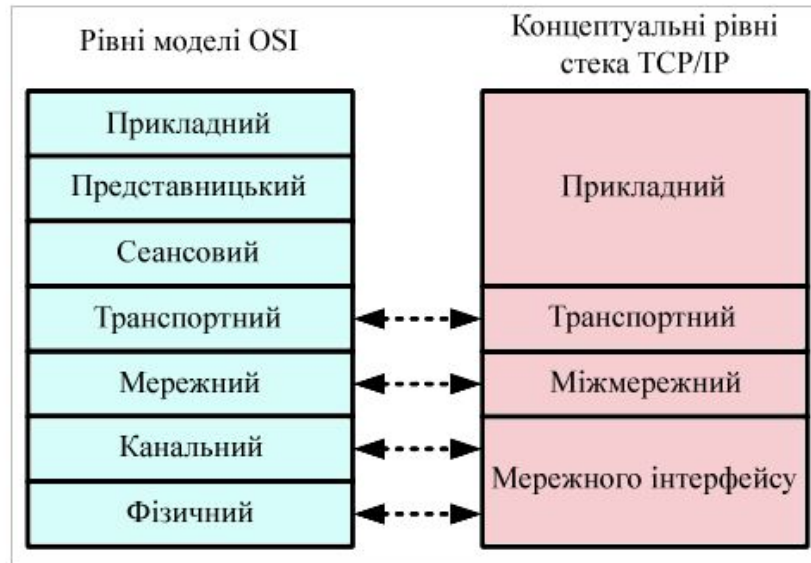 Рівні моделі OSI
Концептуальні рівні
стека TCP/IP
Прикладний
Представницький
Сеансовий
Транспортний
Мережний
Канальний
Фізичний
Прикладний
Транспортний
Міжмережний
Мережного інтерфейсу